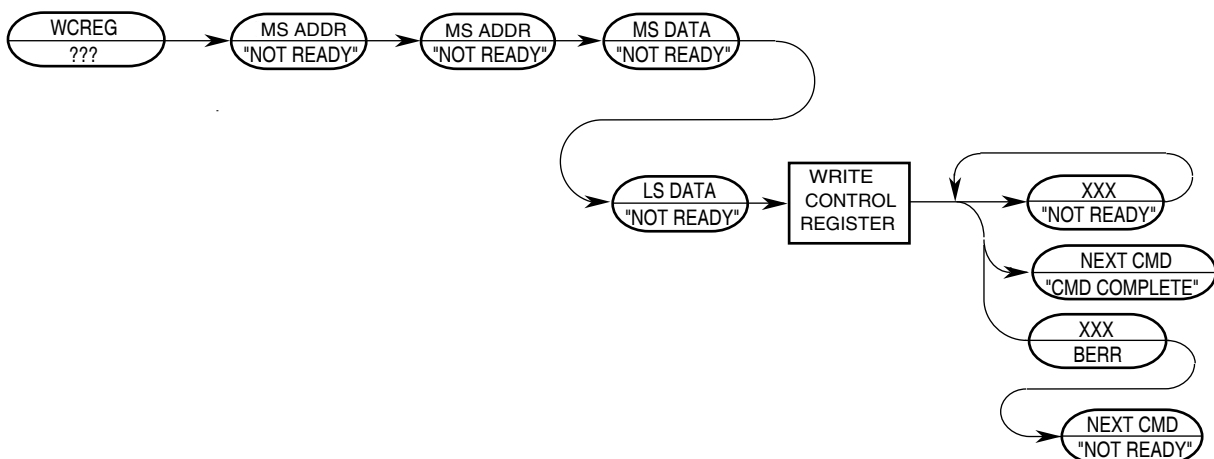 WCREG
???
MS ADDR
"NOT READY"
MS ADDR
"NOT READY"
MS DATA
"NOT READY"
LS DATA
"NOT READY"
WRITE
CONTROL
REGISTER
XXX
"NOT READY"
NEXT CMD
"CMD COMPLETE"
XXX
BERR
NEXT CMD
"NOT READY"